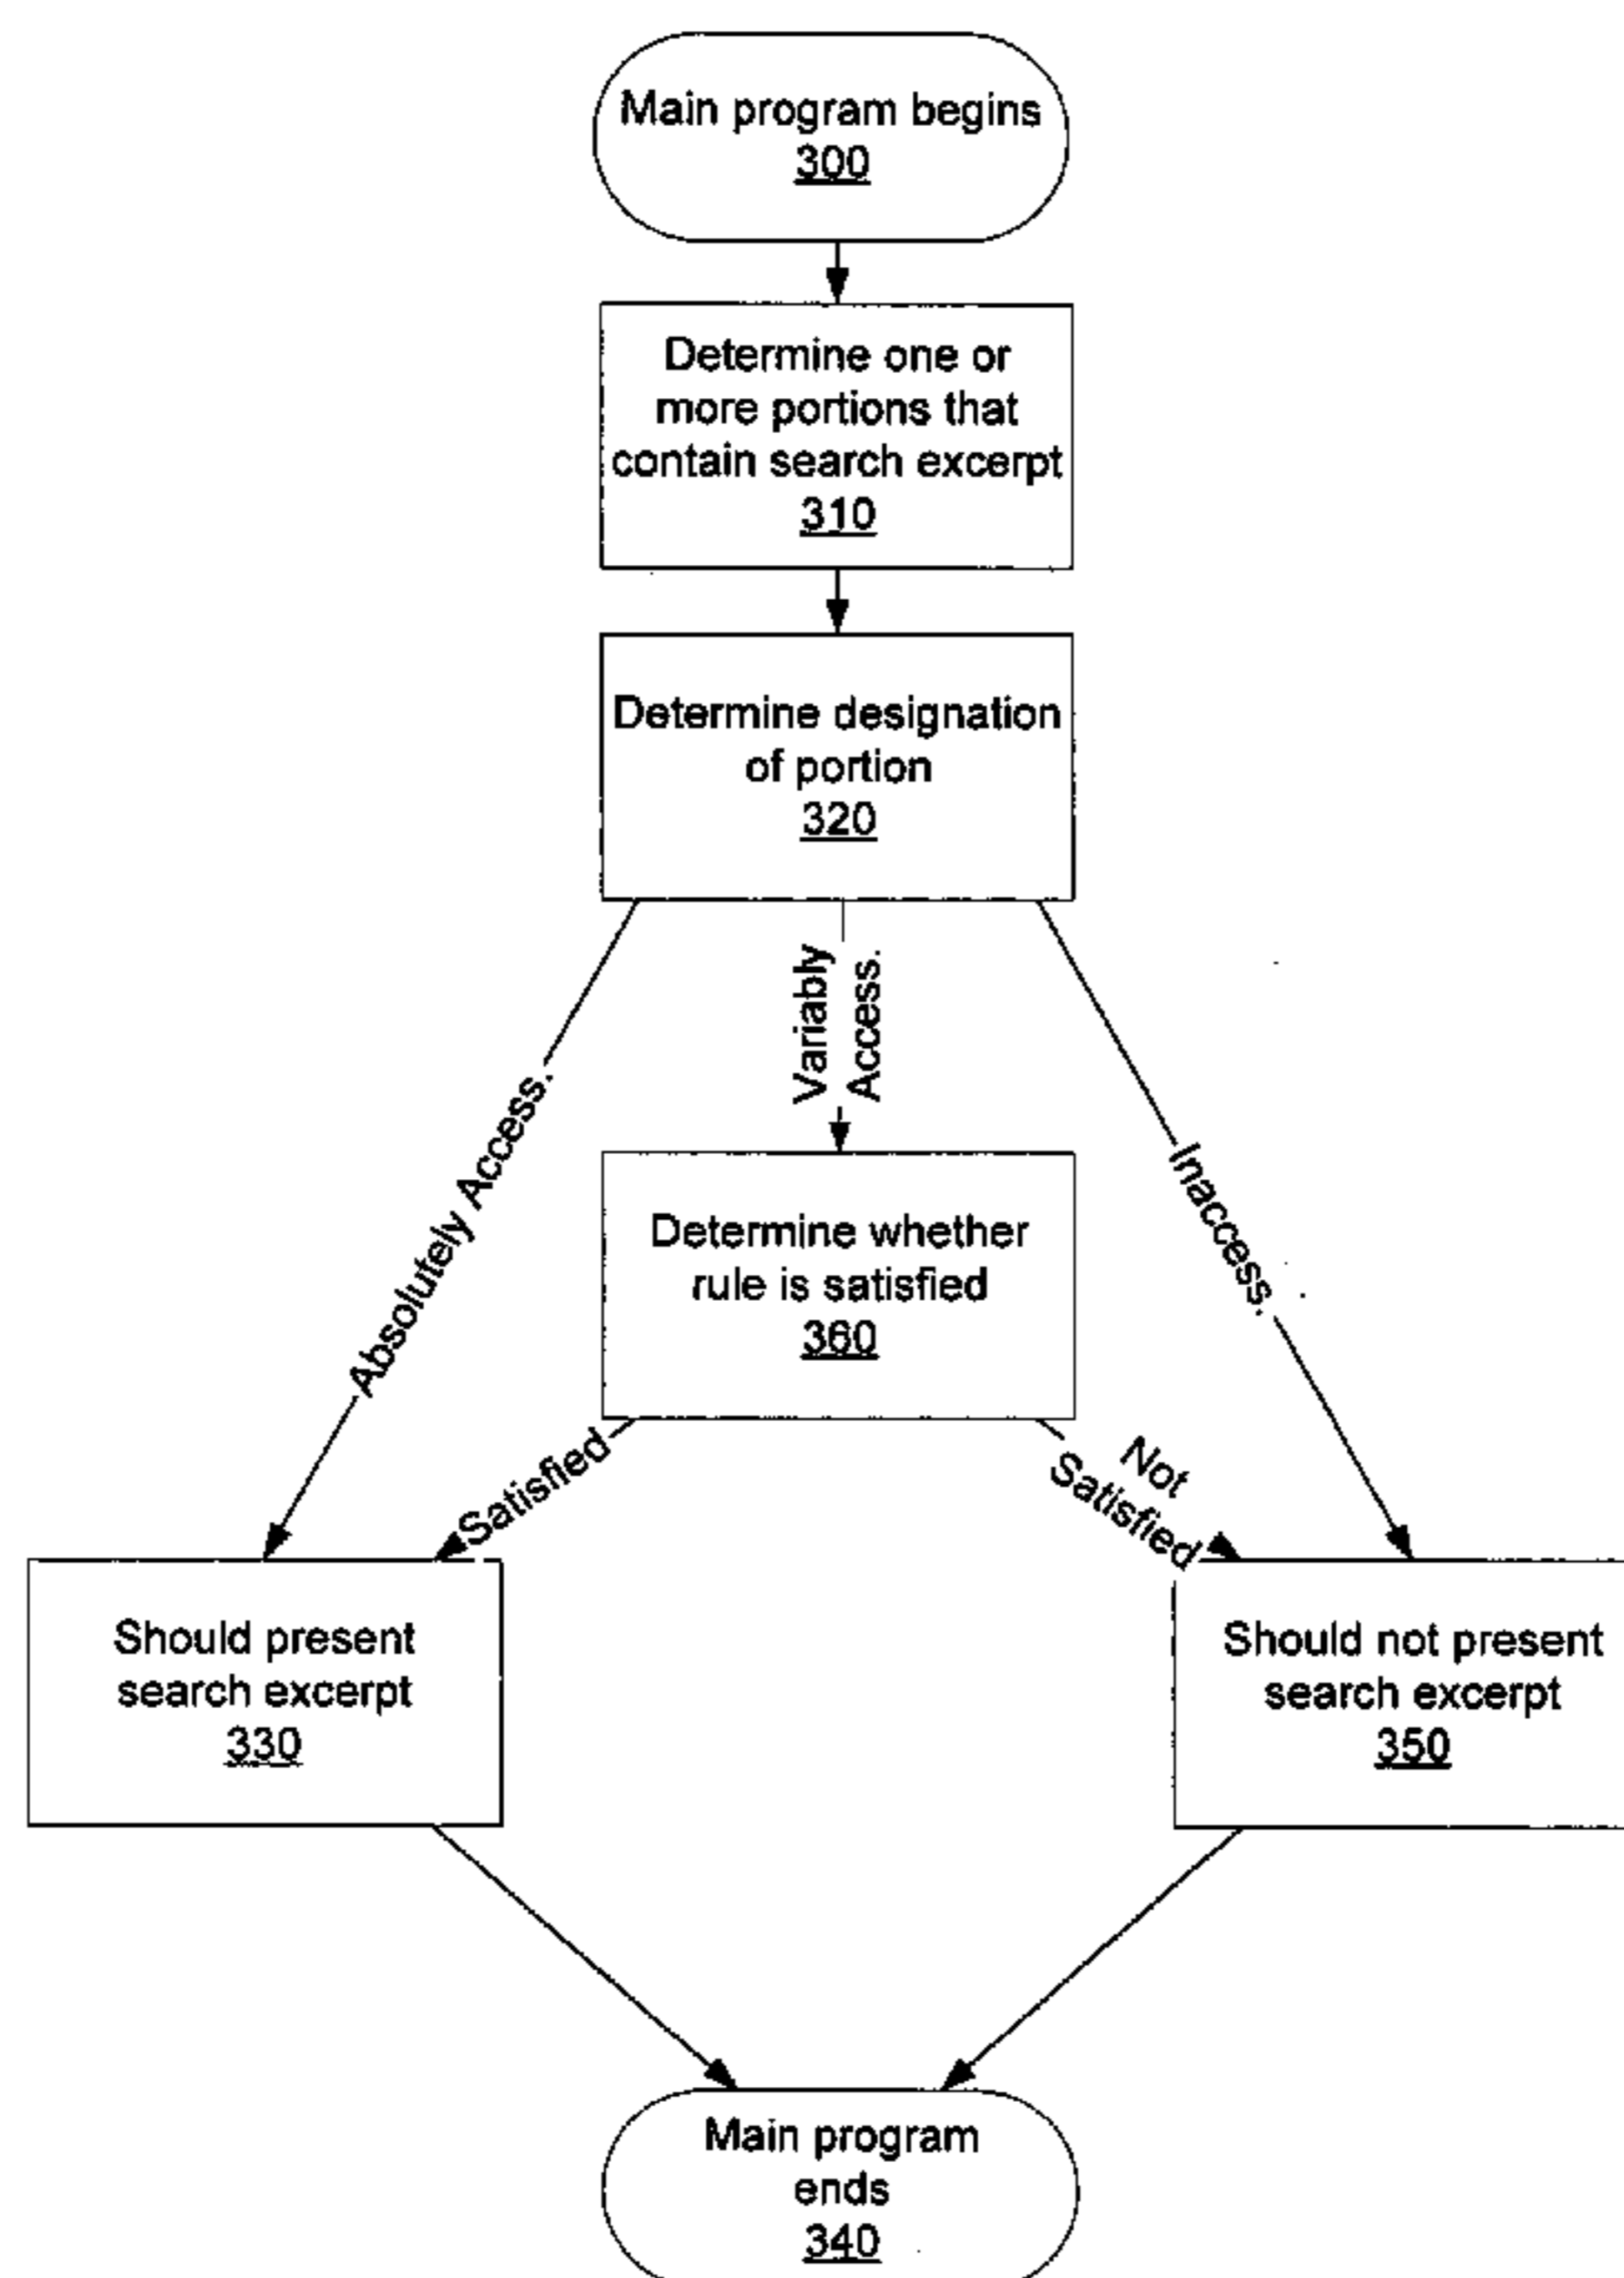 Main program begins
300
Determine one or
more portions that
contain search excerpt
310
Determine designation
of portion
320
Absolutely Access.
Variably
Access.
Inaccess.
Determine whether
rule is satisfied
360
Satisfied
Not
Satisfied
Should present
search excerpt
330
Should not present
search excerpt
350
Main program
ends
340